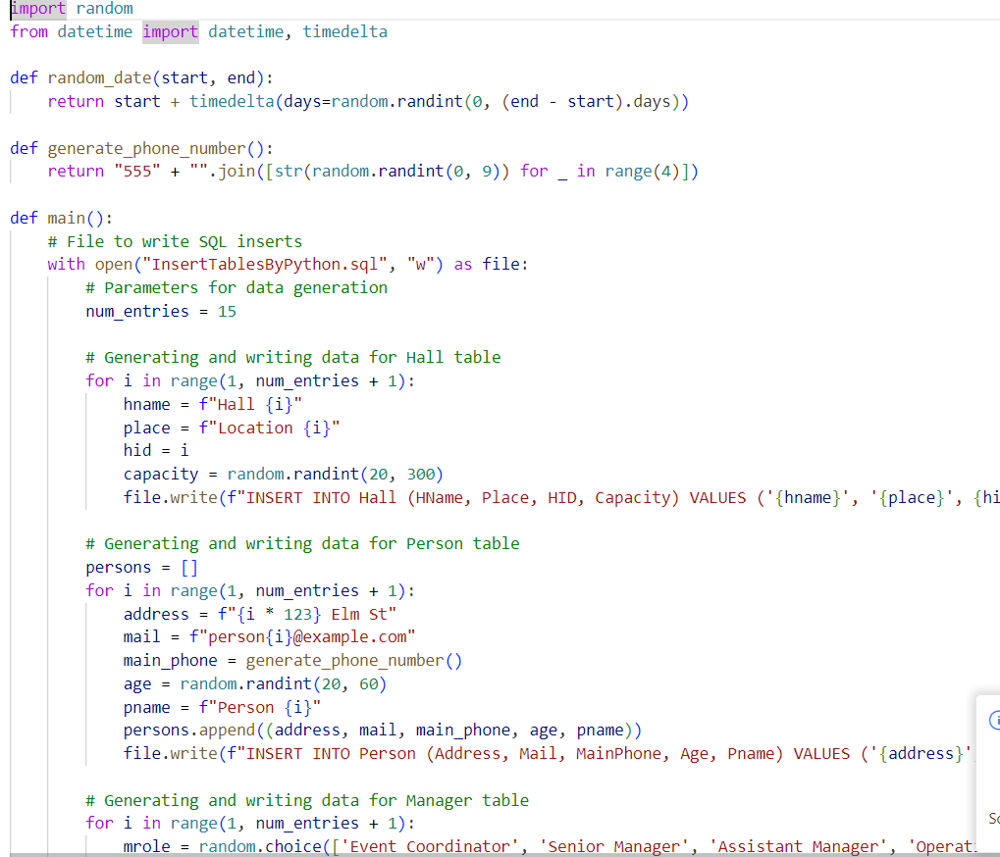 import random
from datetime import datetime, timedelta

def random_date(start, end):
    return start + timedelta(days=random.randint(0, (end - start).days))

def generate_phone_number():
    return "555" + "".join([str(random.randint(0, 9)) for _ in range(4)])

def main():
    # File to write SQL inserts
    with open("InsertTablesByPython.sql", "w") as file:
        # Parameters for data generation
        num_entries = 15

        # Generating and writing data for Hall table
        for i in range(1, num_entries + 1):
            hname = f"Hall {i}"
            place = f"Location {i}"
            hid = i
            capacity = random.randint(20, 300)
            file.write(f"INSERT INTO Hall (HName, Place, HID, Capacity) VALUES ('{hname}', '{place}', {hi

        # Generating and writing data for Person table
        persons = []
        for i in range(1, num_entries + 1):
            address = f"{i * 123} Elm St"
            mail = f"person{i}@example.com"
            main_phone = generate_phone_number()
            age = random.randint(20, 60)
            pname = f"Person {i}"
            persons.append((address, mail, main_phone, age, pname))
            file.write(f"INSERT INTO Person (Address, Mail, MainPhone, Age, Pname) VALUES ('{address}'

        # Generating and writing data for Manager table
        for i in range(1, num_entries + 1):
            mrole = random.choice(['Event Coordinator', 'Senior Manager', 'Assistant Manager', 'Operati